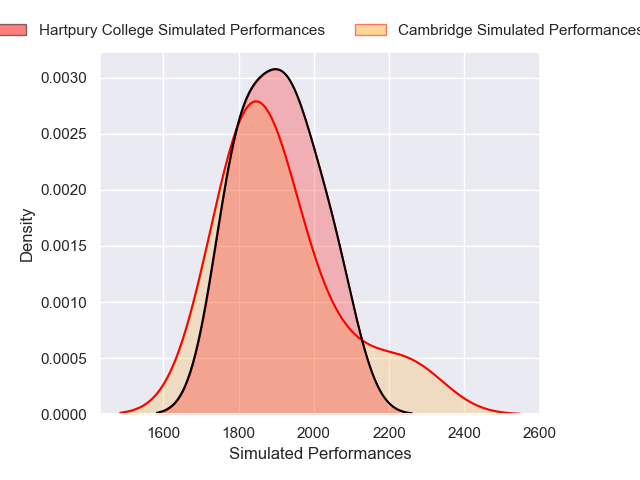 Hartpury College Simulated Performances
Cambridge Simulated Performances
0.0030
0.0025
0.0020
0.0015
0.0010
0.0005
0.0000
Density
1600 1800 2000 2200 2400 2600
Simulated Performances